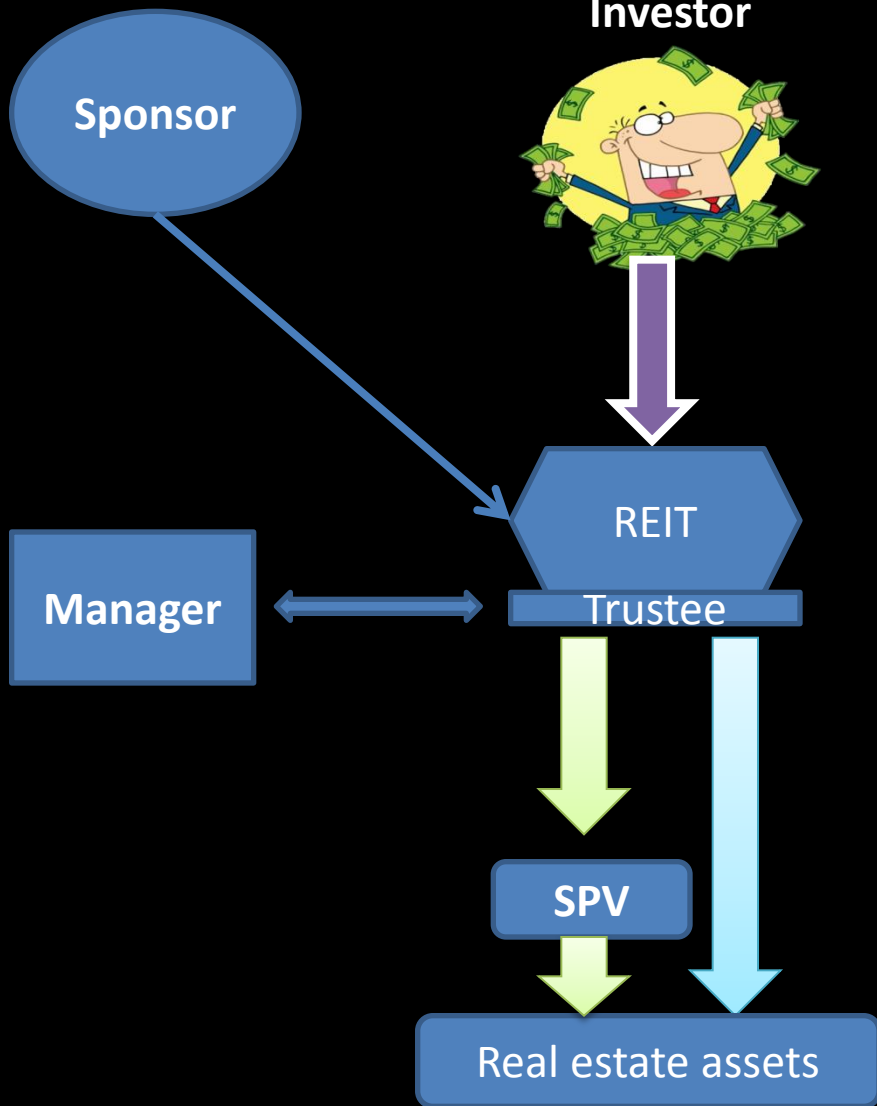 Investor
Sponsor
REIT
Manager
Trustee
SPV
Real estate assets